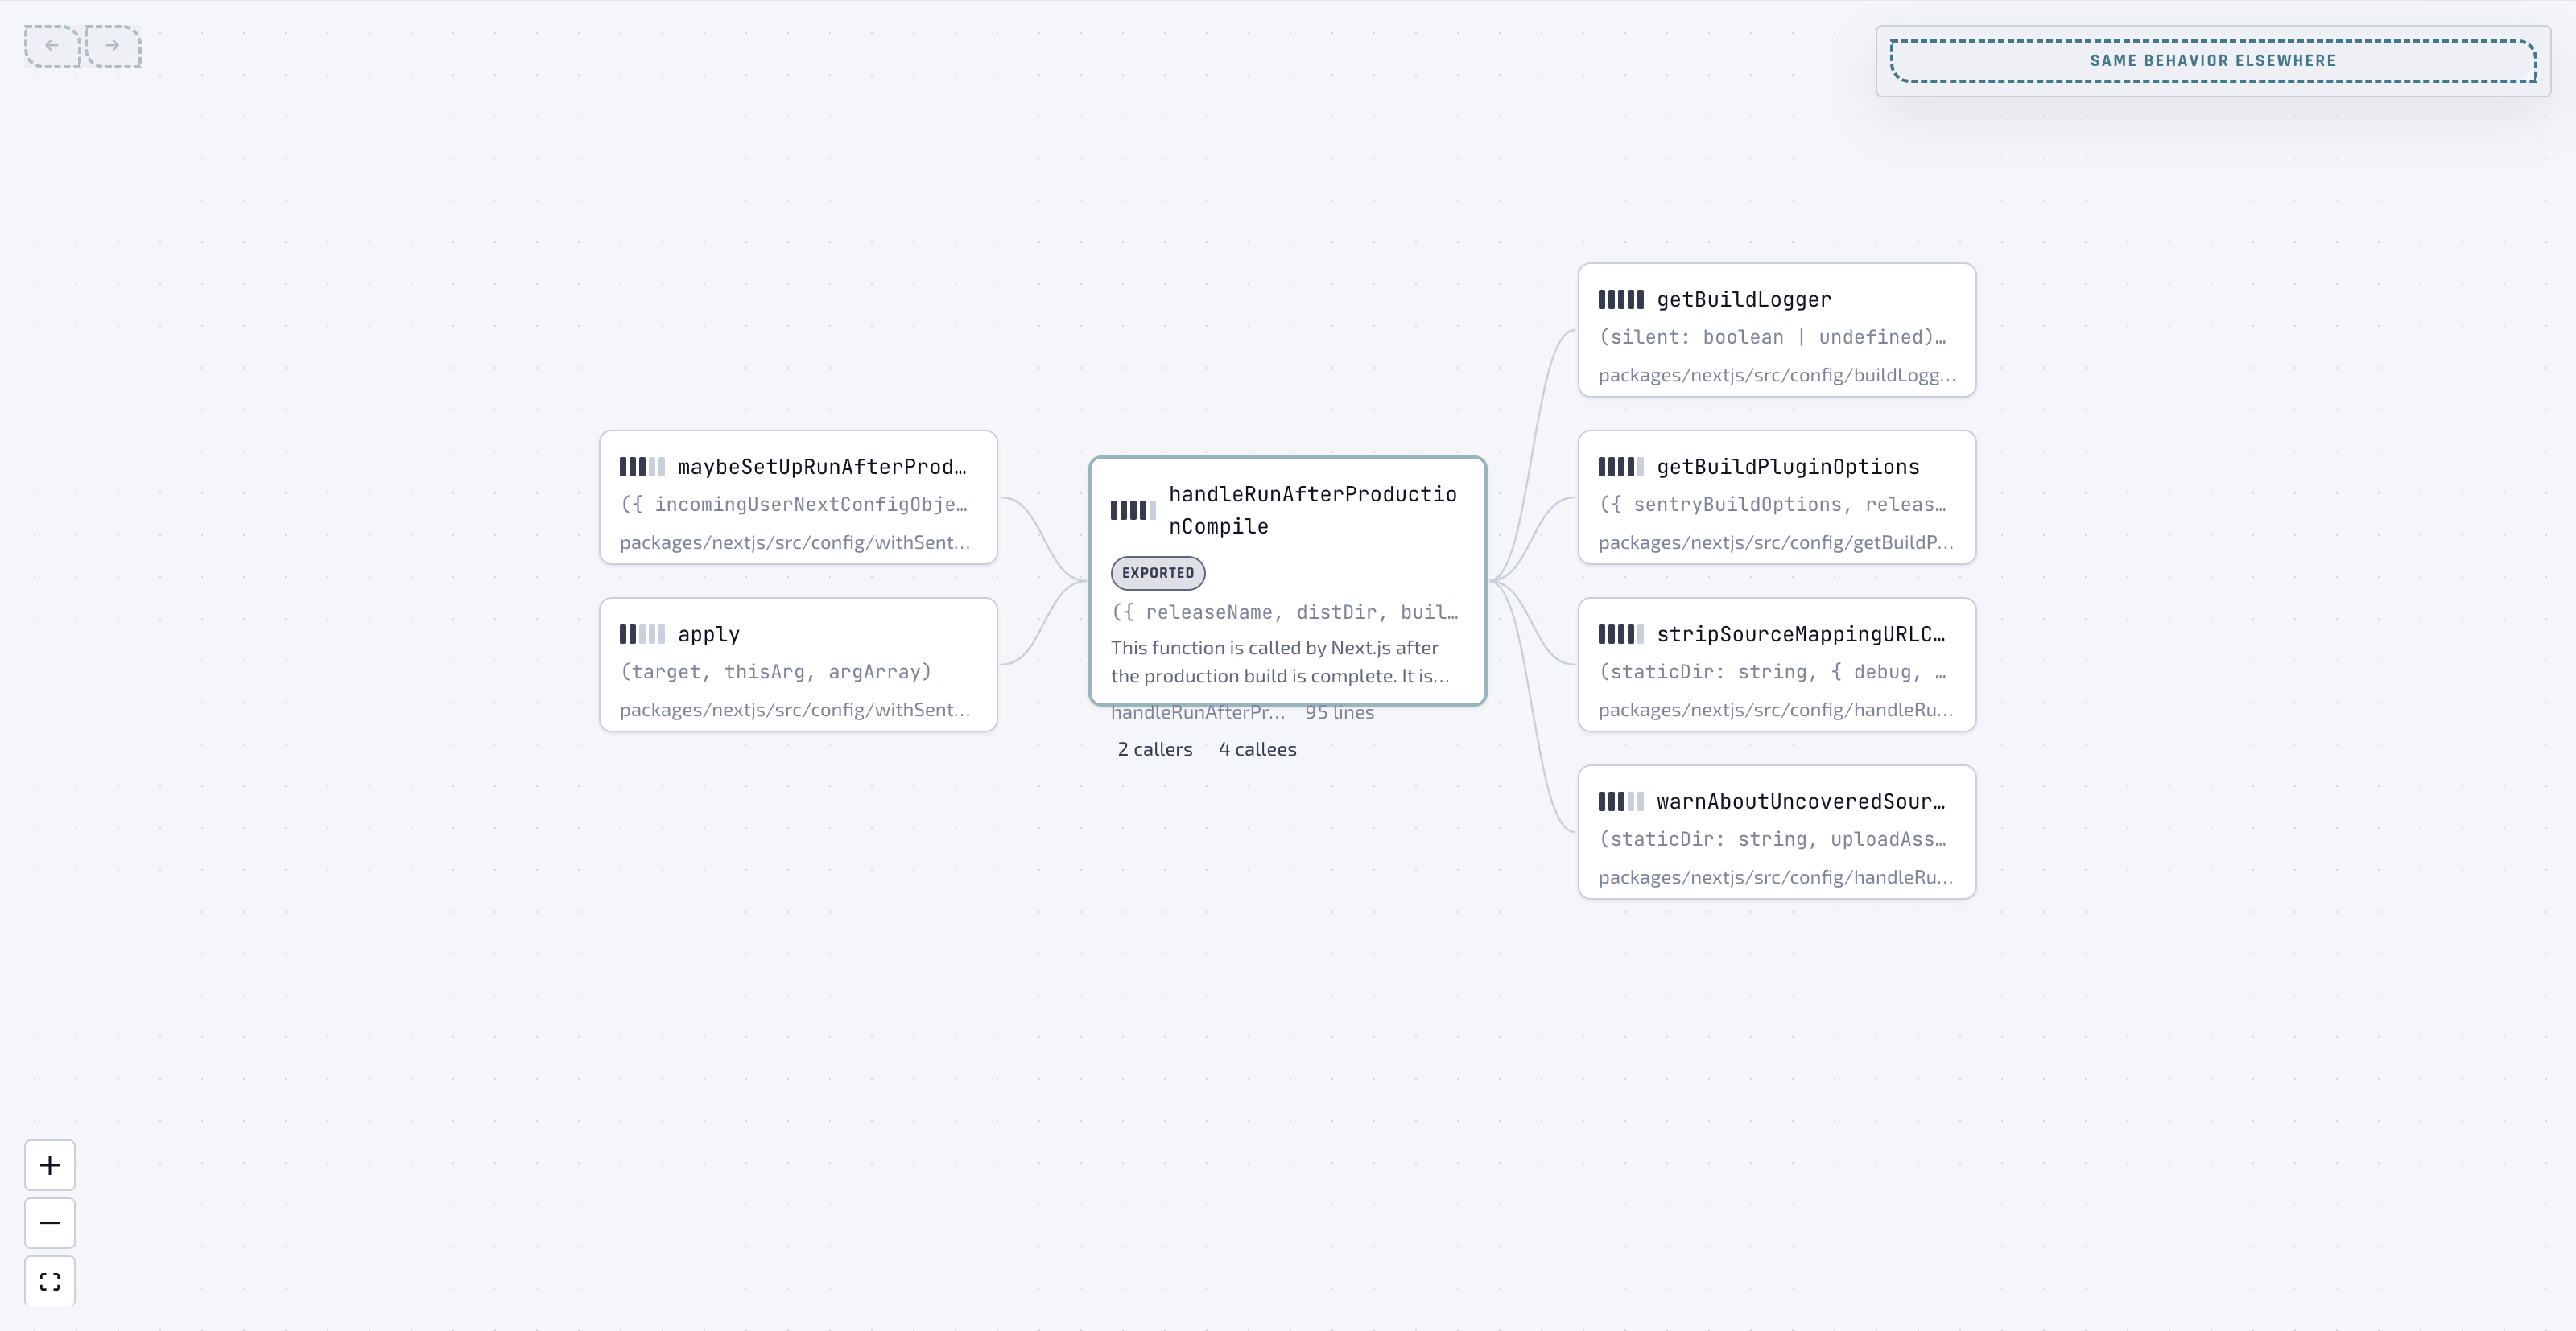 SAME BEHAVIOR ELSEWHERE
maybeSetUpRunAfterProd…
({ incomingUserNextConfigObje…
packages/nextjs/src/config/withSent…
apply
(target, thisArg, argArray)
packages/nextjs/src/config/withSent…
handleRunAfterProductio
nCompile
EXPORTED
({ releaseName, distDir, buil…
This function is called by Next.js after
the production build is complete. It is…
handleRunAfterPr… 95 lines
2 callers 4 callees
getBuildLogger
(silent: boolean | undefined)…
packages/nextjs/src/config/buildLogg…
getBuildPluginOptions
({ sentryBuildOptions, releas…
packages/nextjs/src/config/getBuildP…
stripSourceMappingURLC…
(staticDir: string, { debug, …
packages/nextjs/src/config/handleRu…
warnAboutUncoveredSour…
(staticDir: string, uploadAss…
packages/nextjs/src/config/handleRu…